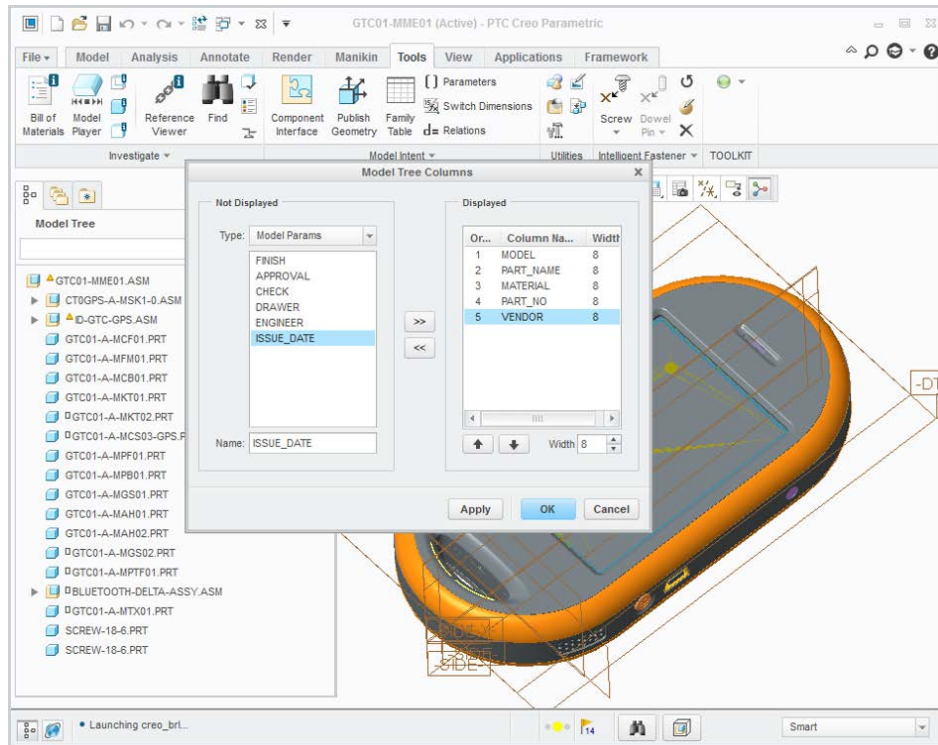 GTC01-MME01 (Active) - PTC Creo Parametric
File Model Analysis Annotate Render Manikin Tools View Applications Framework
Bill of Materials
Model Player
Reference Viewer
Find
Component Interface
Publish Geometry
Family Table
Parameters
Switch Dimensions
d= Relations
Screw
Dowel Pin
Investigate Model Intent Utilities Intelligent Fastener TOOLKIT
Model Tree
GTC01-MME01.ASM
CT0GPS-A-MSK1-0.ASM
ID-GTC-GPS.ASM
GTC01-A-MCF01.PRT
GTC01-A-MFM01.PRT
GTC01-A-MCB01.PRT
GTC01-A-MKT01.PRT
GTC01-A-MKT02.PRT
GTC01-A-MCS03-GPS.P
GTC01-A-MPF01.PRT
GTC01-A-MPB01.PRT
GTC01-A-MGS01.PRT
GTC01-A-MAH01.PRT
GTC01-A-MAH02.PRT
GTC01-A-MGS02.PRT
GTC01-A-MPTF01.PRT
BLUETOOTH-DELTA-ASSY.ASM
GTC01-A-MTX01.PRT
SCREW-18-6.PRT
SCREW-18-6.PRT
Model Tree Columns
Not Displayed
Type: Model Params
FINISH
APPROVAL
CHECK
DRAWER
ENGINEER
ISSUE_DATE
Name: ISSUE_DATE
>>
<<
Displayed
Or... Column Na... Width
1 MODEL 8
2 PART_NAME 8
3 MATERIAL 8
4 PART_NO 8
5 VENDOR 8
Width 8
Apply OK Cancel
-DT
-SIDE-
-SIDE-
Launching creo_brl...
14
Smart